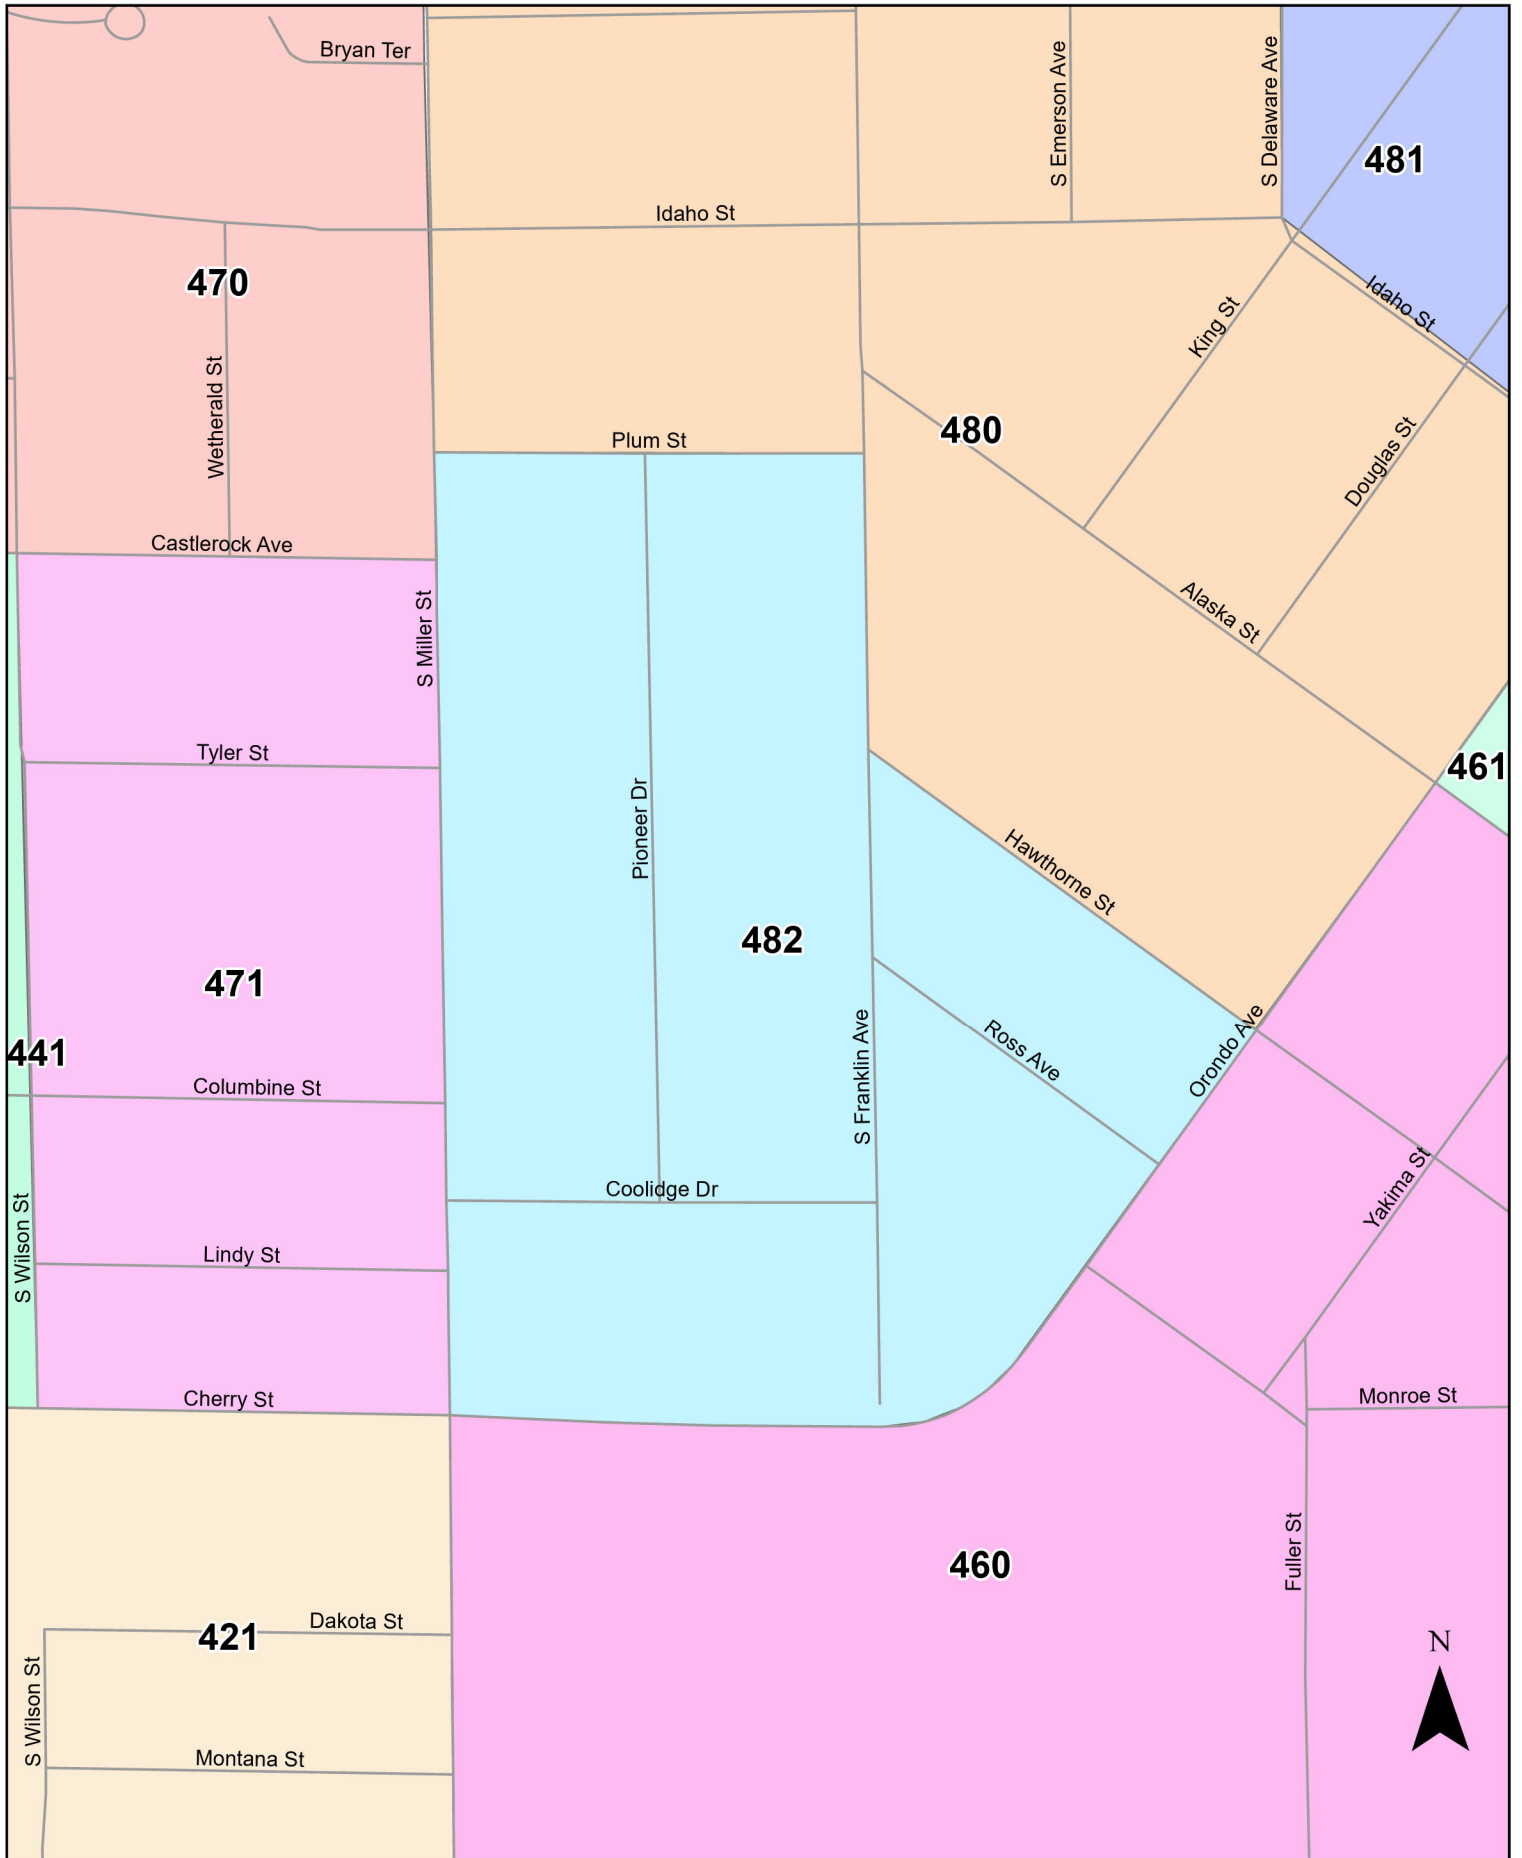 Bryan Ter
S Emerson Ave
S Delaware Ave
481
Idaho St
470
Idaho St
King St
Wetherald St
Plum St
480
Douglas St
Castlerock Ave
S Miller St
Alaska St
Tyler St
461
Pioneer Dr
Hawthorne St
482
471
441
Orondo Ave
Ross Ave
S Franklin Ave
Columbine St
Yakima St
Coolidge Dr
S Wilson St
Lindy St
Cherry St
Monroe St
460
Fuller St
Dakota St
421
N
S Wilson St
Montana St